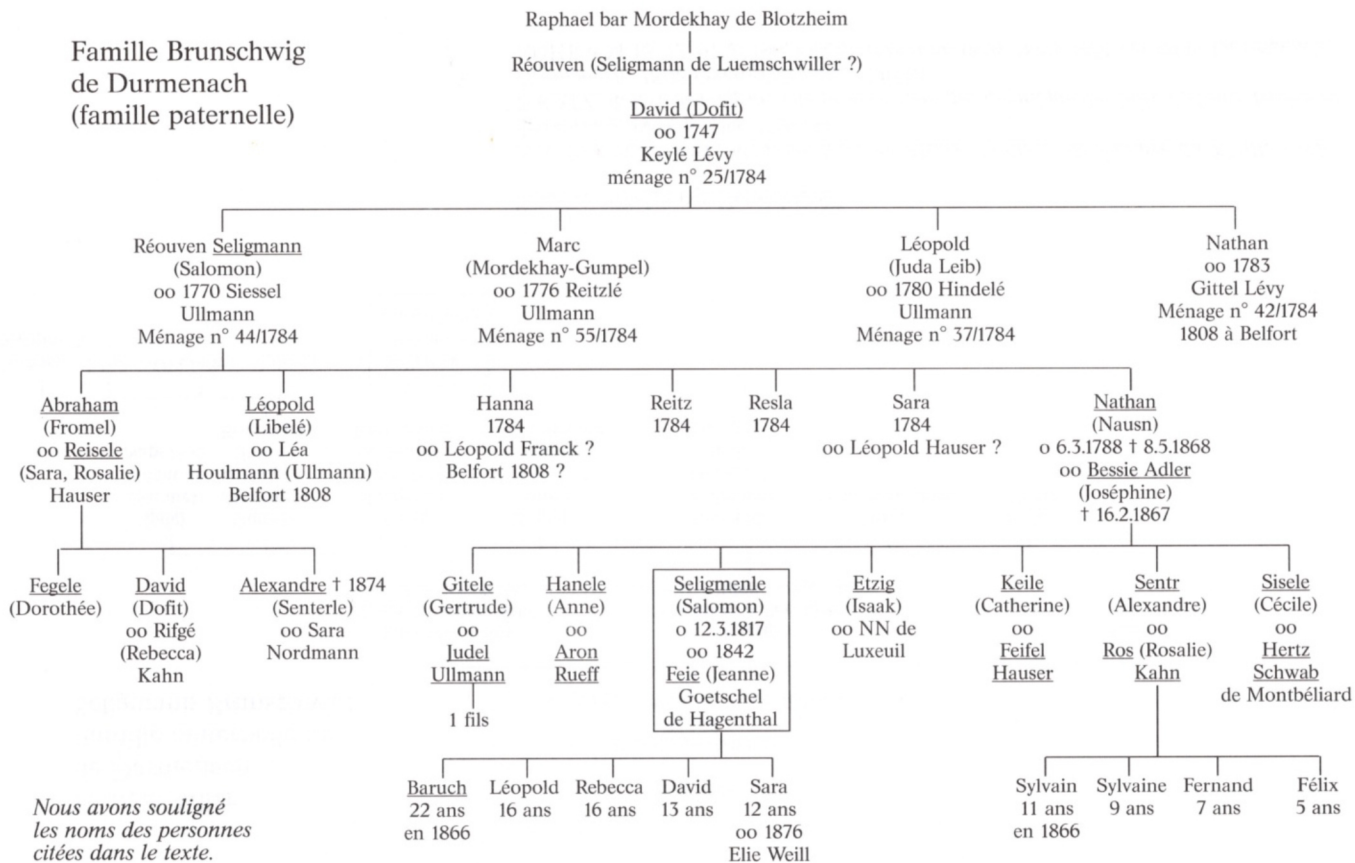 Famille Brunschwig
de Durmenach
(famille paternelle)
Raphael bar Mordekhay de Blotzheim
Réouven (Seligmann de Luemschwiller ?)
David (Dofit)
oo 1747
Keylé Lévy
ménage n° 25/1784
Réouven Seligmann
(Salomon)
oo 1770 Siessel
Ullmann
Ménage n° 44/1784
Marc
(Mordekhay-Gumpel)
oo 1776 Reitzlé
Ullmann
Ménage n° 55/1784
Léopold
(Juda Leib)
oo 1780 Hindelé
Ullmann
Ménage n° 37/1784
Nathan
oo 1783
Gittel Lévy
Ménage n° 42/1784
1808 à Belfort
Abraham
(Fromel)
oo Reisele
(Sara, Rosalie)
Hauser
Léopold
(Libelé)
oo Léa
Houlmann (Ullmann)
Belfort 1808
Hanna
1784
oo Léopold Franck ?
Belfort 1808 ?
Reitz
1784
Resla
1784
Sara
1784
oo Léopold Hauser ?
Nathan
(Nausn)
o 6.3.1788 † 8.5.1868
oo Bessie Adler
(Joséphine)
† 16.2.1867
Fegele
(Dorothée)
David
(Dofit)
oo Rifgé
(Rebecca)
Kahn
Alexandre † 1874
(Senterle)
oo Sara
Nordmann
Gitele
(Gertrude)
oo
Judel
Ullmann
1 fils
Hanele
(Anne)
oo
Aron
Rueff
Seligmenle
(Salomon)
o 12.3.1817
oo 1842
Feie (Jeanne)
Goetschel
de Hagenthal
Etzig
(Isaak)
oo NN de
Luxeuil
Keile
(Catherine)
oo
Feifel
Hauser
Sentr
(Alexandre)
oo
Ros (Rosalie)
Kahn
Sisele
(Cécile)
oo
Hertz
Schwab
de Montbéliard
Baruch
22 ans
en 1866
Léopold
16 ans
Rebecca
16 ans
David
13 ans
Sara
12 ans
oo 1876
Elie Weill
Sylvain
11 ans
en 1866
Sylvaine
9 ans
Fernand
7 ans
Félix
5 ans
Nous avons souligné
les noms des personnes
citées dans le texte.